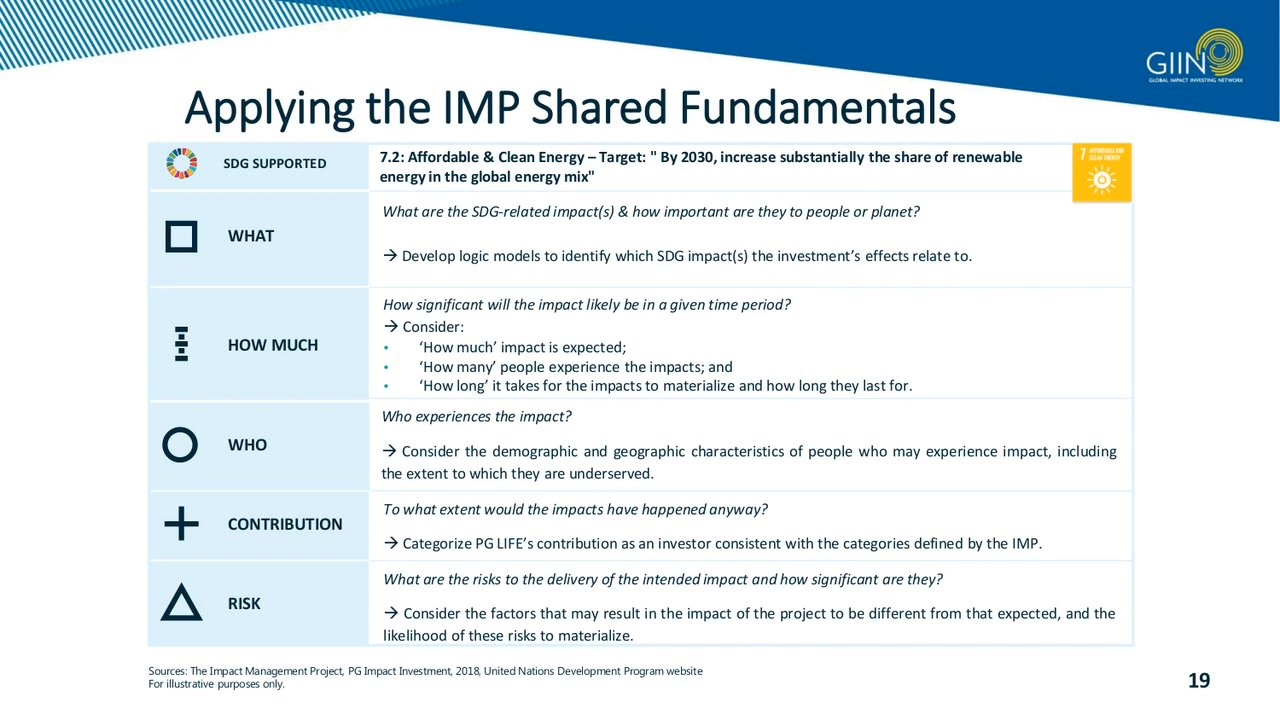 GIIN
GLOBAL IMPACT INVESTING NETWORK
Applying the IMP Shared Fundamentals
SDG SUPPORTED
7.2: Affordable & Clean Energy – Target: " By 2030, increase substantially the share of renewable
energy in the global energy mix"
7 AFFORDABLE AND
CLEAN ENERGY
WHAT
What are the SDG-related impact(s) & how important are they to people or planet?
→ Develop logic models to identify which SDG impact(s) the investment’s effects relate to.
HOW MUCH
How significant will the impact likely be in a given time period?
→ Consider:
• ‘How much’ impact is expected;
• ‘How many’ people experience the impacts; and
• ‘How long’ it takes for the impacts to materialize and how long they last for.
WHO
Who experiences the impact?
→ Consider the demographic and geographic characteristics of people who may experience impact, including
the extent to which they are underserved.
CONTRIBUTION
To what extent would the impacts have happened anyway?
→ Categorize PG LIFE’s contribution as an investor consistent with the categories defined by the IMP.
RISK
What are the risks to the delivery of the intended impact and how significant are they?
→ Consider the factors that may result in the impact of the project to be different from that expected, and the
likelihood of these risks to materialize.
Sources: The Impact Management Project, PG Impact Investment, 2018, United Nations Development Program website
For illustrative purposes only.
19